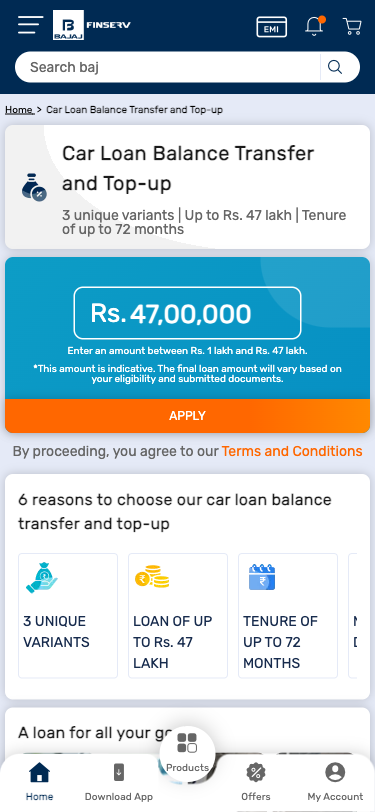 B
BAJAJ
FINSERV
EMI
Search baj
Home > Car Loan Balance Transfer and Top-up
Car Loan Balance Transfer
and Top-up
3 unique variants | Up to Rs. 47 lakh | Tenure
of up to 72 months
Rs. 47,00,000
Enter an amount between Rs. 1 lakh and Rs. 47 lakh.
*This amount is indicative. The final loan amount will vary based on
your eligibility and submitted documents.
APPLY
By proceeding, you agree to our Terms and Conditions
6 reasons to choose our car loan balance
transfer and top-up
3 UNIQUE
VARIANTS
LOAN OF UP
TO Rs. 47
LAKH
TENURE OF
UP TO 72
MONTHS
A loan for all your
Products
Home
Download App
Offers
My Account